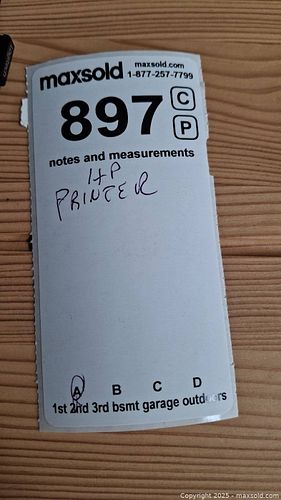 maxsold maxsold.com
1-877-257-7799
897 C
P
notes and measurements
HP
PRINTER
A B C D
1st 2nd 3rd bsmt garage outdoors
Copyright 2025 - maxsold.com